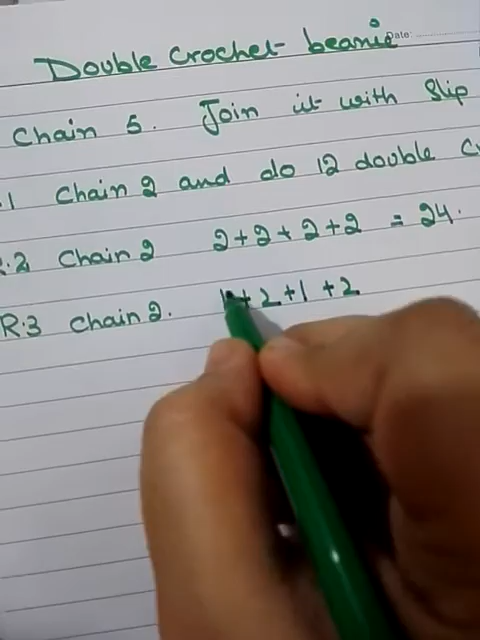 Date:
Double Crochet beanie
Chain 5. Join it with Slip
.1 Chain 2 and do 12 double
R.2 Chain 2 2+2+2+2 = 24.
R:3 Chain 2. 1+2+1+2